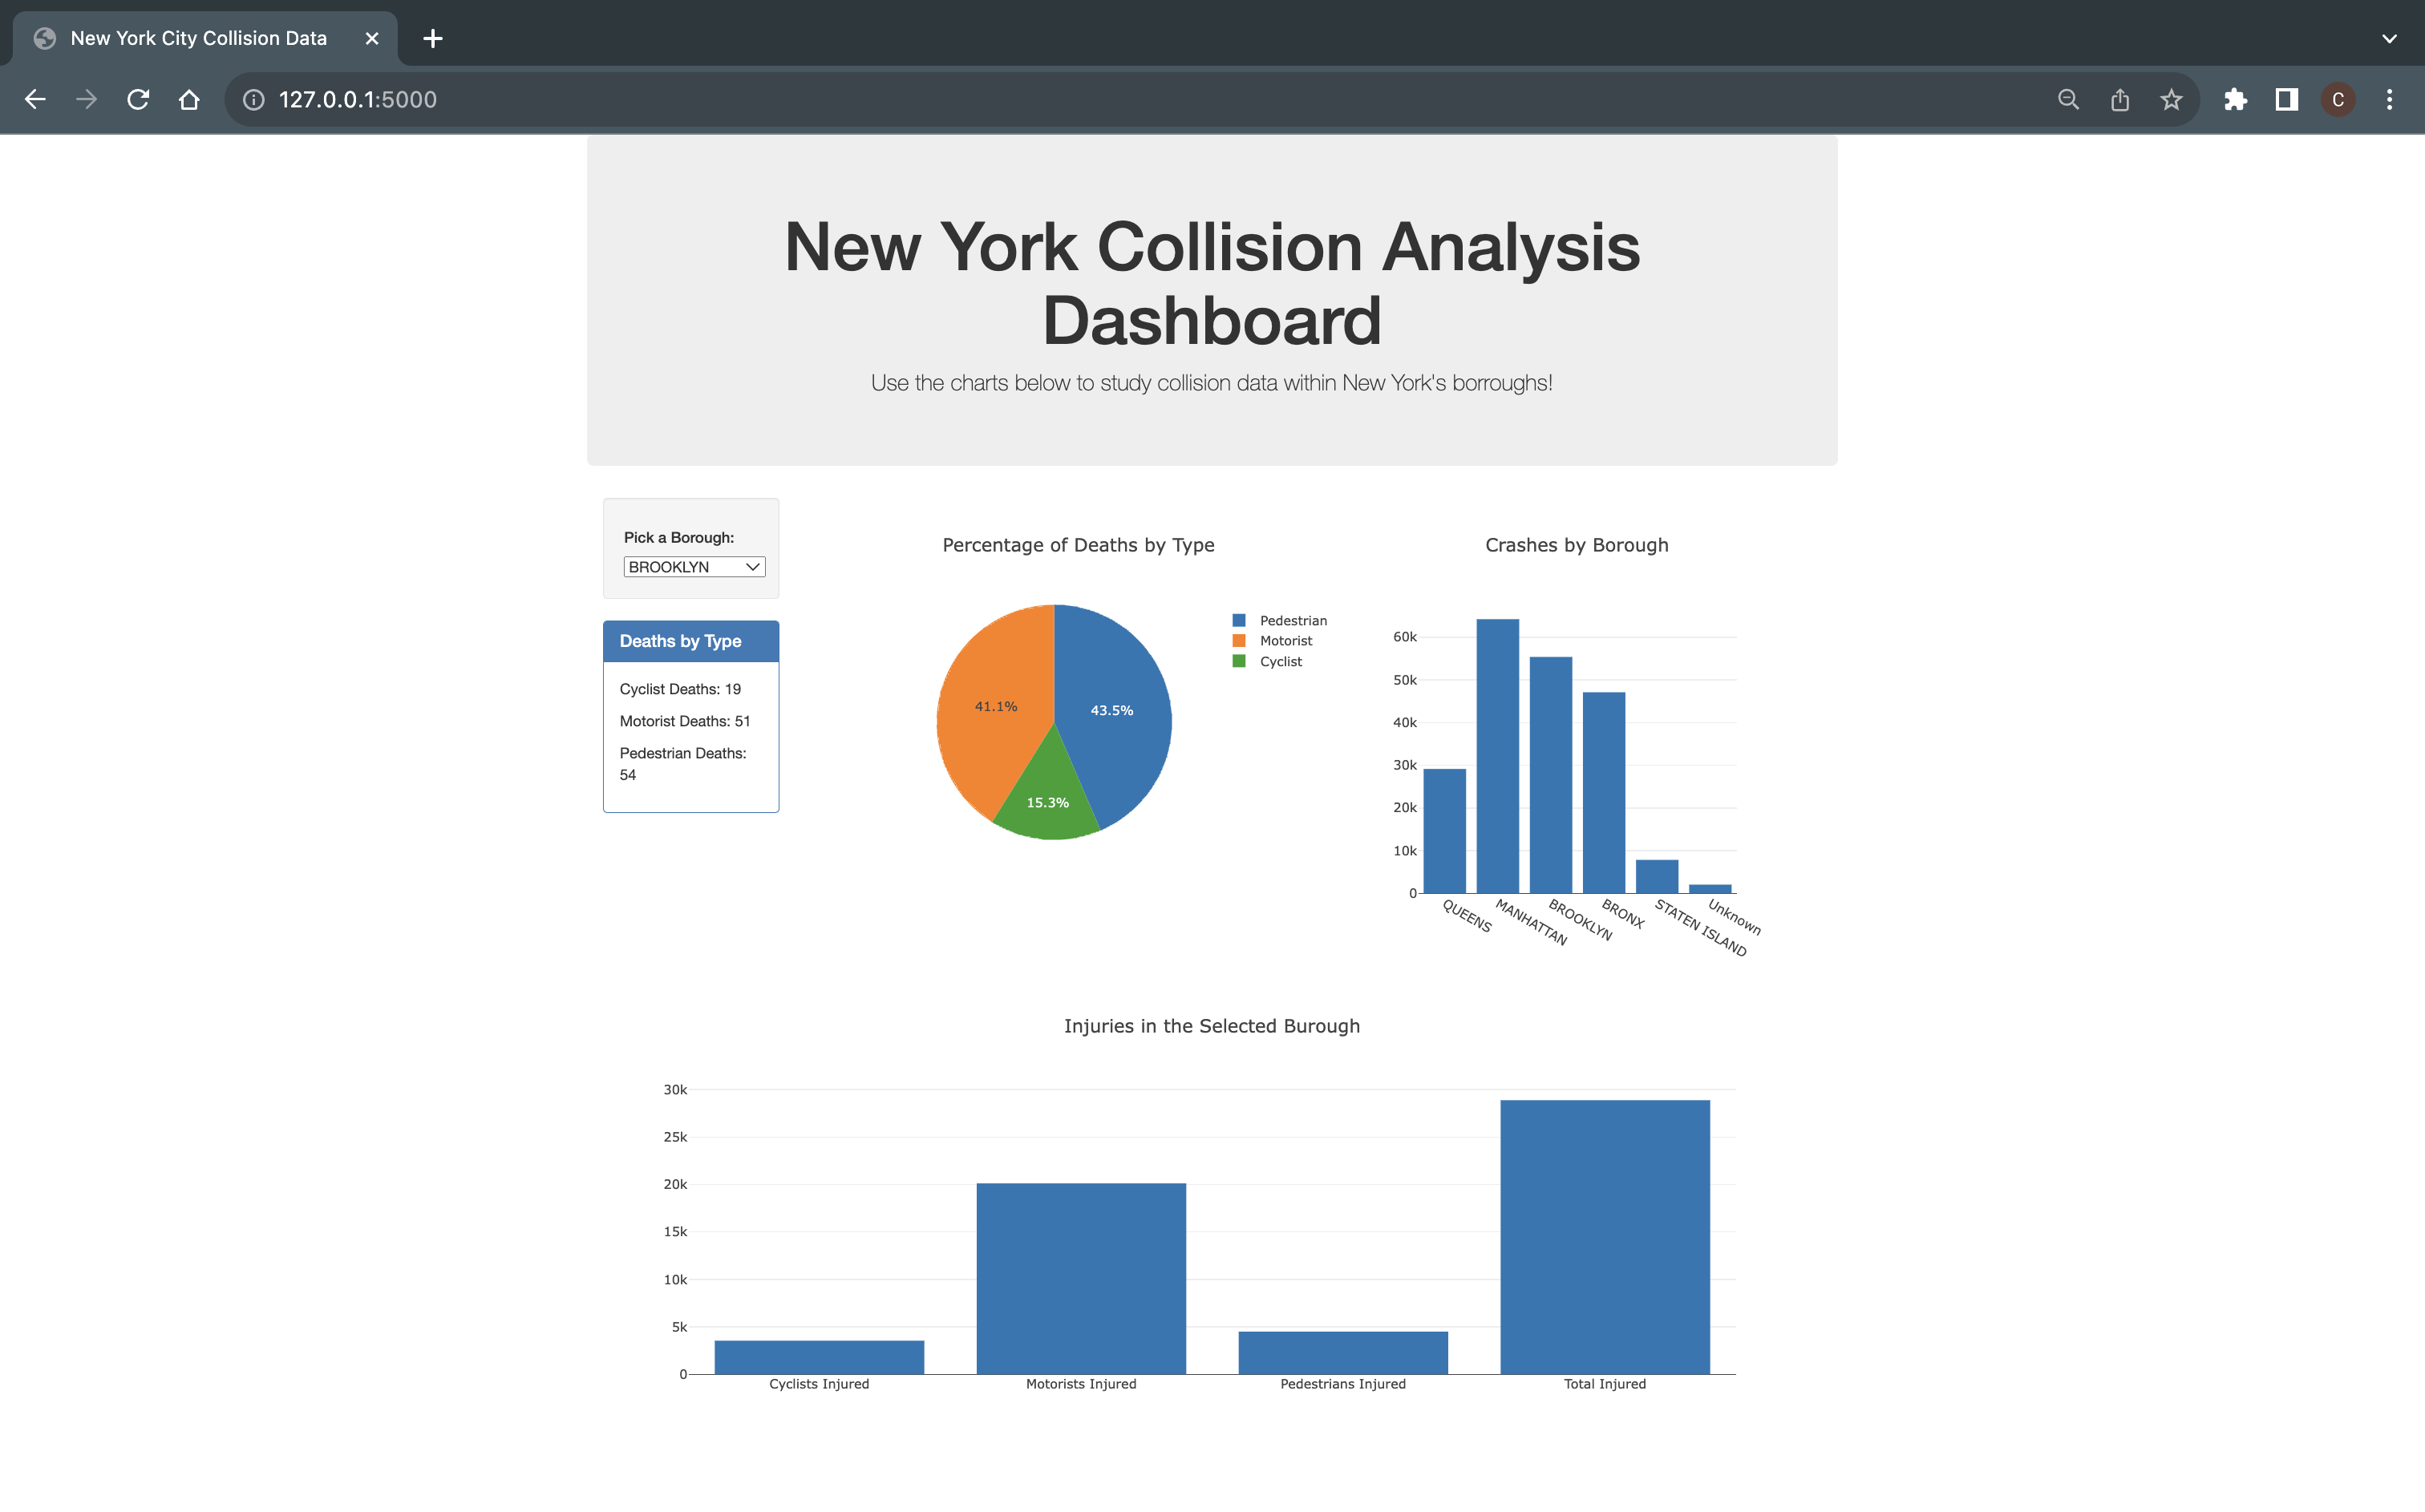 New York City Collision Data
127.0.0.1:5000
C
New York Collision Analysis
Dashboard
Use the charts below to study collision data within New York's borroughs!
Pick a Borough:
BROOKLYN
Deaths by Type
Cyclist Deaths: 19
Motorist Deaths: 51
Pedestrian Deaths:
54
Percentage of Deaths by Type
41.1%
43.5%
15.3%
Pedestrian
Motorist
Cyclist
Crashes by Borough
60k
50k
40k
30k
20k
10k
0
QUEENS
MANHATTAN
BROOKLYN
BRONX
STATEN ISLAND
Unknown
Injuries in the Selected Burough
30k
25k
20k
15k
10k
5k
0
Cyclists Injured
Motorists Injured
Pedestrians Injured
Total Injured